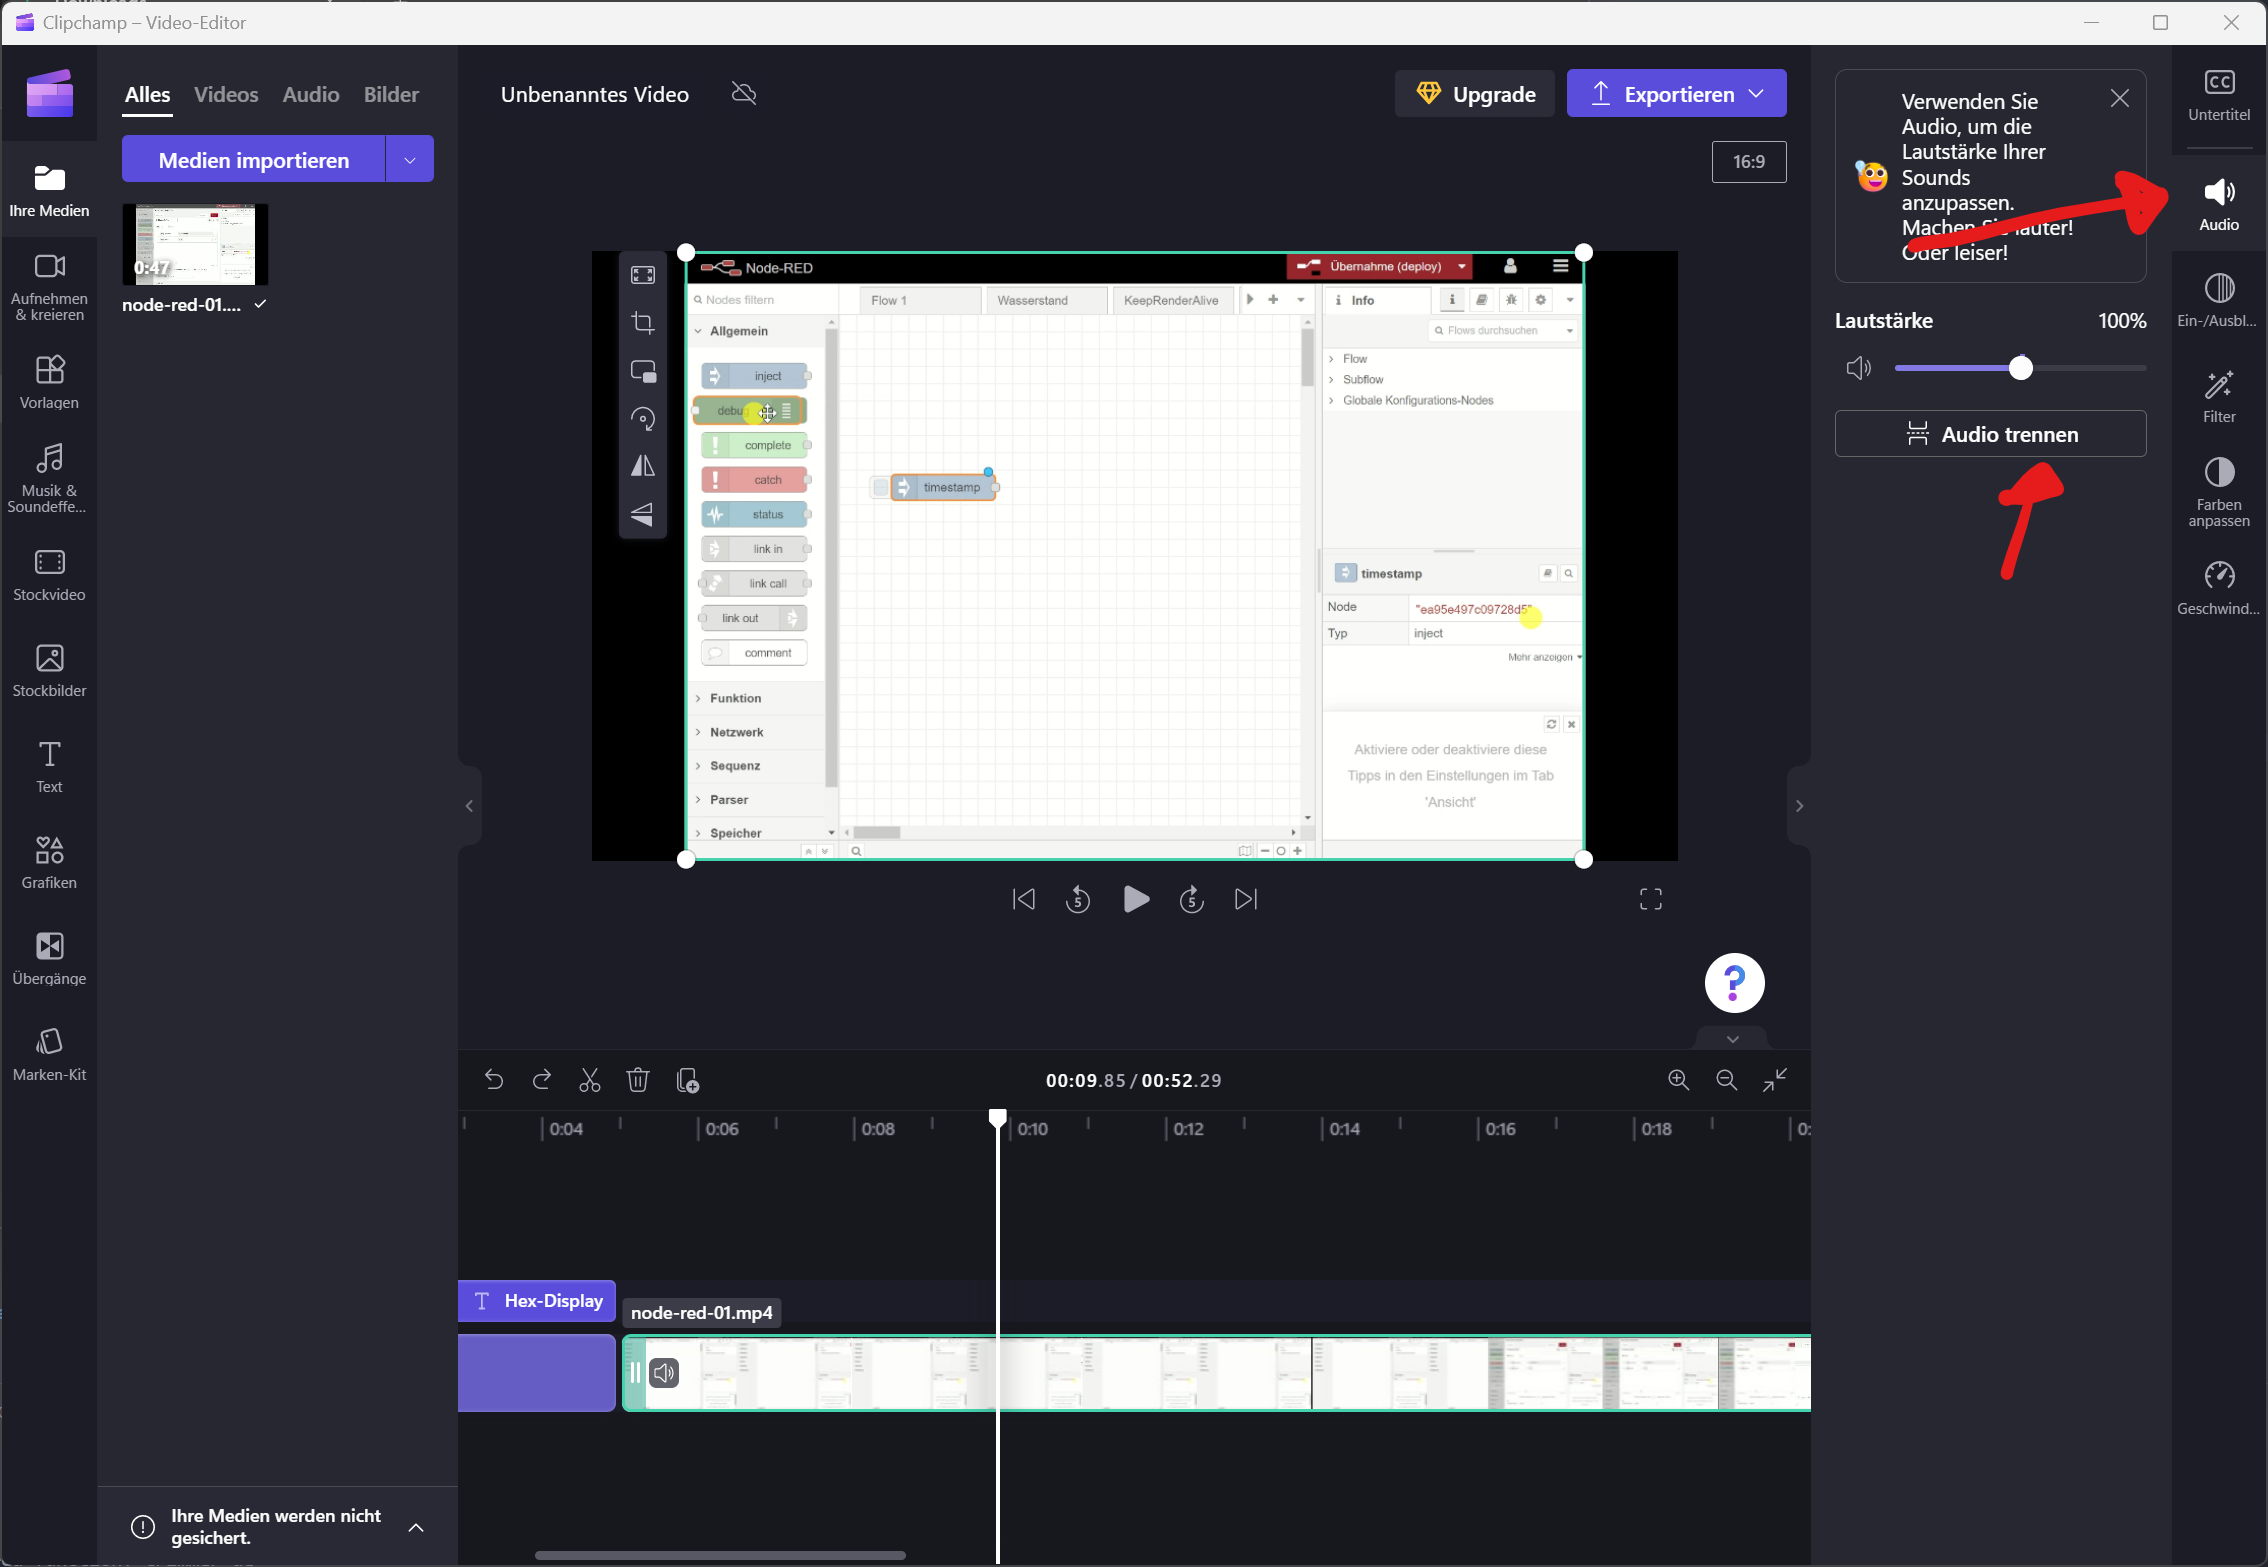 Clipchamp – Video-Editor
Alles Videos Audio Bilder
Medien importieren
0:47
node-red-01....
Ihre Medien
Aufnehmen
& kreieren
Vorlagen
Musik &
Soundeffe...
Stockvideo
Stockbilder
Text
Grafiken
Übergänge
Marken-Kit
Ihre Medien werden nicht
gesichert.
Unbenanntes Video
Upgrade
Exportieren
16:9
Node-RED
Übernahme (deploy)
Nodes filtern
Flow 1
Wasserstand
KeepRenderAlive
Info
Flows durchsuchen
Allgemein
inject
debug
complete
catch
status
link in
link call
link out
comment
Funktion
Netzwerk
Sequenz
Parser
Speicher
timestamp
Flow
Subflow
Globale Konfigurations-Nodes
timestamp
Node "ea95e497c09728d5"
Typ inject
Mehr anzeigen
Aktiviere oder deaktiviere diese
Tipps in den Einstellungen im Tab
'Ansicht'
5
5
?
00:09.85 / 00:52.29
0:04 0:06 0:08 0:10 0:12 0:14 0:16 0:18 0:
T Hex-Display
node-red-01.mp4
Verwenden Sie
Audio, um die
Lautstärke Ihrer
Sounds
anzupassen.
Machen Sie lauter!
Oder leiser!
Lautstärke 100%
Audio trennen
CC
Untertitel
Audio
Ein-/Ausbl...
Filter
Farben
anpassen
Geschwind...